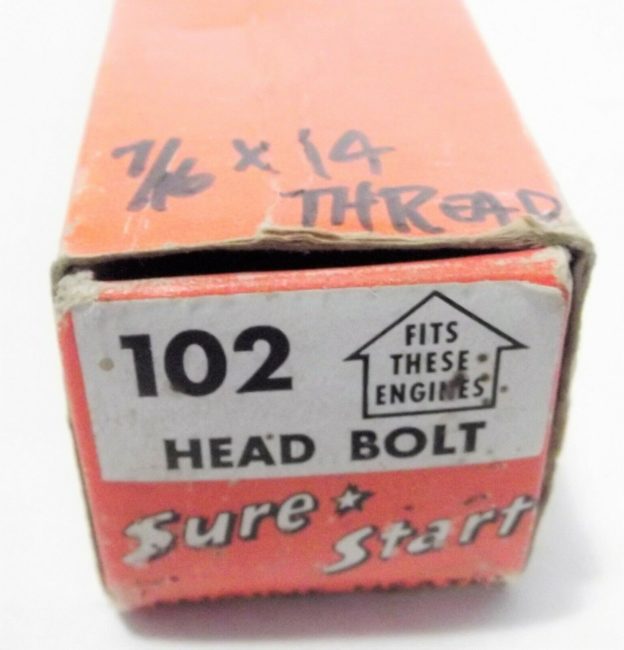 7/16 x 14
THREAD
102
FITS
THESE
ENGINES
HEAD BOLT
Sure Start